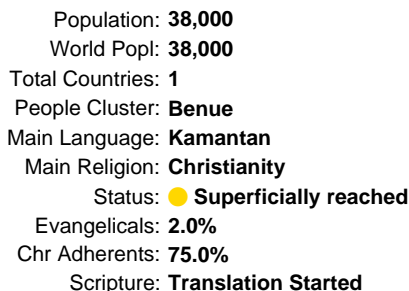 Population: 38,000
World Popl: 38,000
Total Countries: 1
People Cluster: Benue
Main Language: Kamantan
Main Religion: Christianity
Status: Superficially reached
Evangelicals: 2.0%
Chr Adherents: 75.0%
Scripture: Translation Started